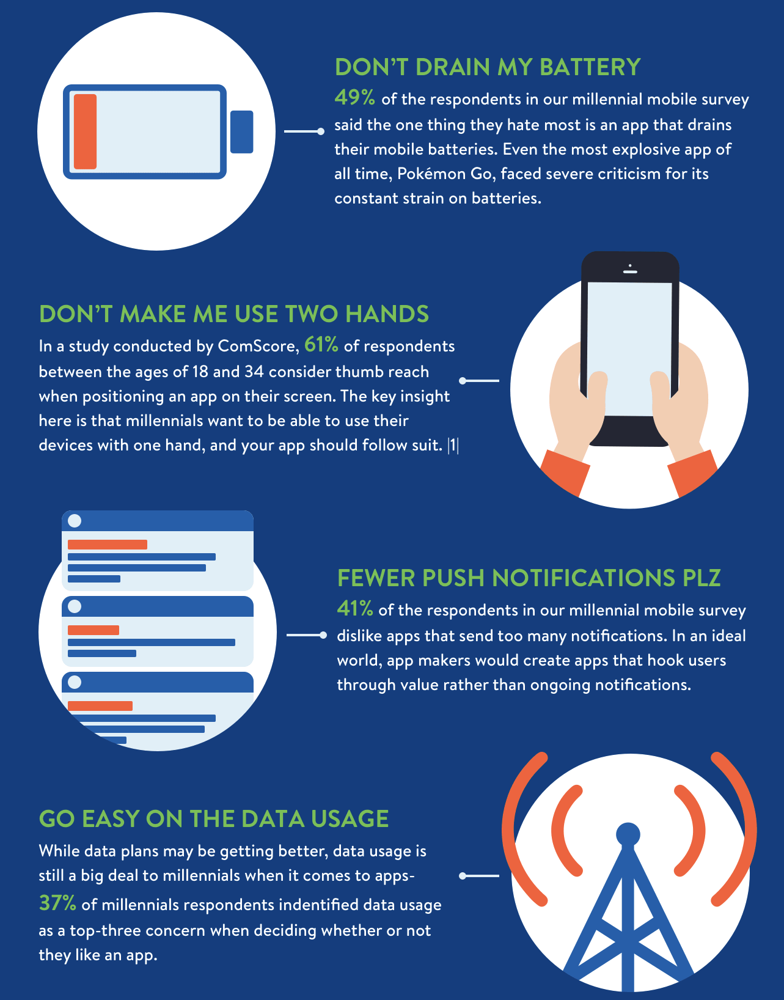 DON'T DRAIN MY BATTERY
49% of the respondents in our millennial mobile survey
said the one thing they hate most is an app that drains
their mobile batteries. Even the most explosive app of
all time, Pokémon Go, faced severe criticism for its
constant strain on batteries.
DON'T MAKE ME USE TWO HANDS
In a study conducted by ComScore, 61% of respondents
between the ages of 18 and 34 consider thumb reach
when positioning an app on their screen. The key insight
here is that millennials want to be able to use their
devices with one hand, and your app should follow suit. |1|
FEWER PUSH NOTIFICATIONS PLZ
41% of the respondents in our millennial mobile survey
dislike apps that send too many notifications. In an ideal
world, app makers would create apps that hook users
through value rather than ongoing notifications.
GO EASY ON THE DATA USAGE
While data plans may be getting better, data usage is
still a big deal to millennials when it comes to apps-
37% of millennials respondents indentified data usage
as a top-three concern when deciding whether or not
they like an app.